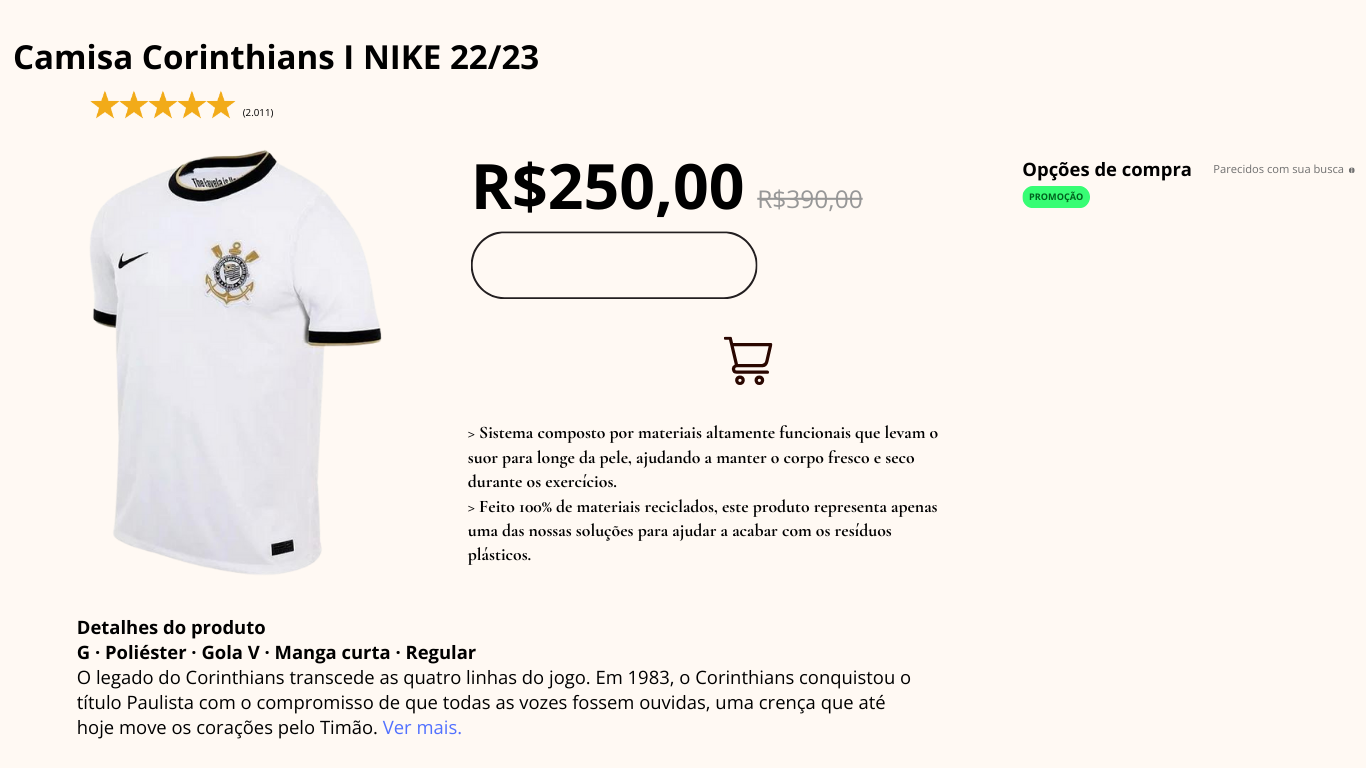 Camisa Corinthians I NIKE 22/23
(2.011)
R$250,00 R$390,00
Opções de compra
Parecidos com sua busca
PROMOÇÃO
> Sistema composto por materiais altamente funcionais que levam o
suor para longe da pele, ajudando a manter o corpo fresco e seco
durante os exercícios.
> Feito 100% de materiais reciclados, este produto representa apenas
uma das nossas soluções para ajudar a acabar com os resíduos
plásticos.
Detalhes do produto
G · Poliéster · Gola V · Manga curta · Regular
O legado do Corinthians transcede as quatro linhas do jogo. Em 1983, o Corinthians conquistou o
título Paulista com o compromisso de que todas as vozes fossem ouvidas, uma crença que até
hoje move os corações pelo Timão. Ver mais.